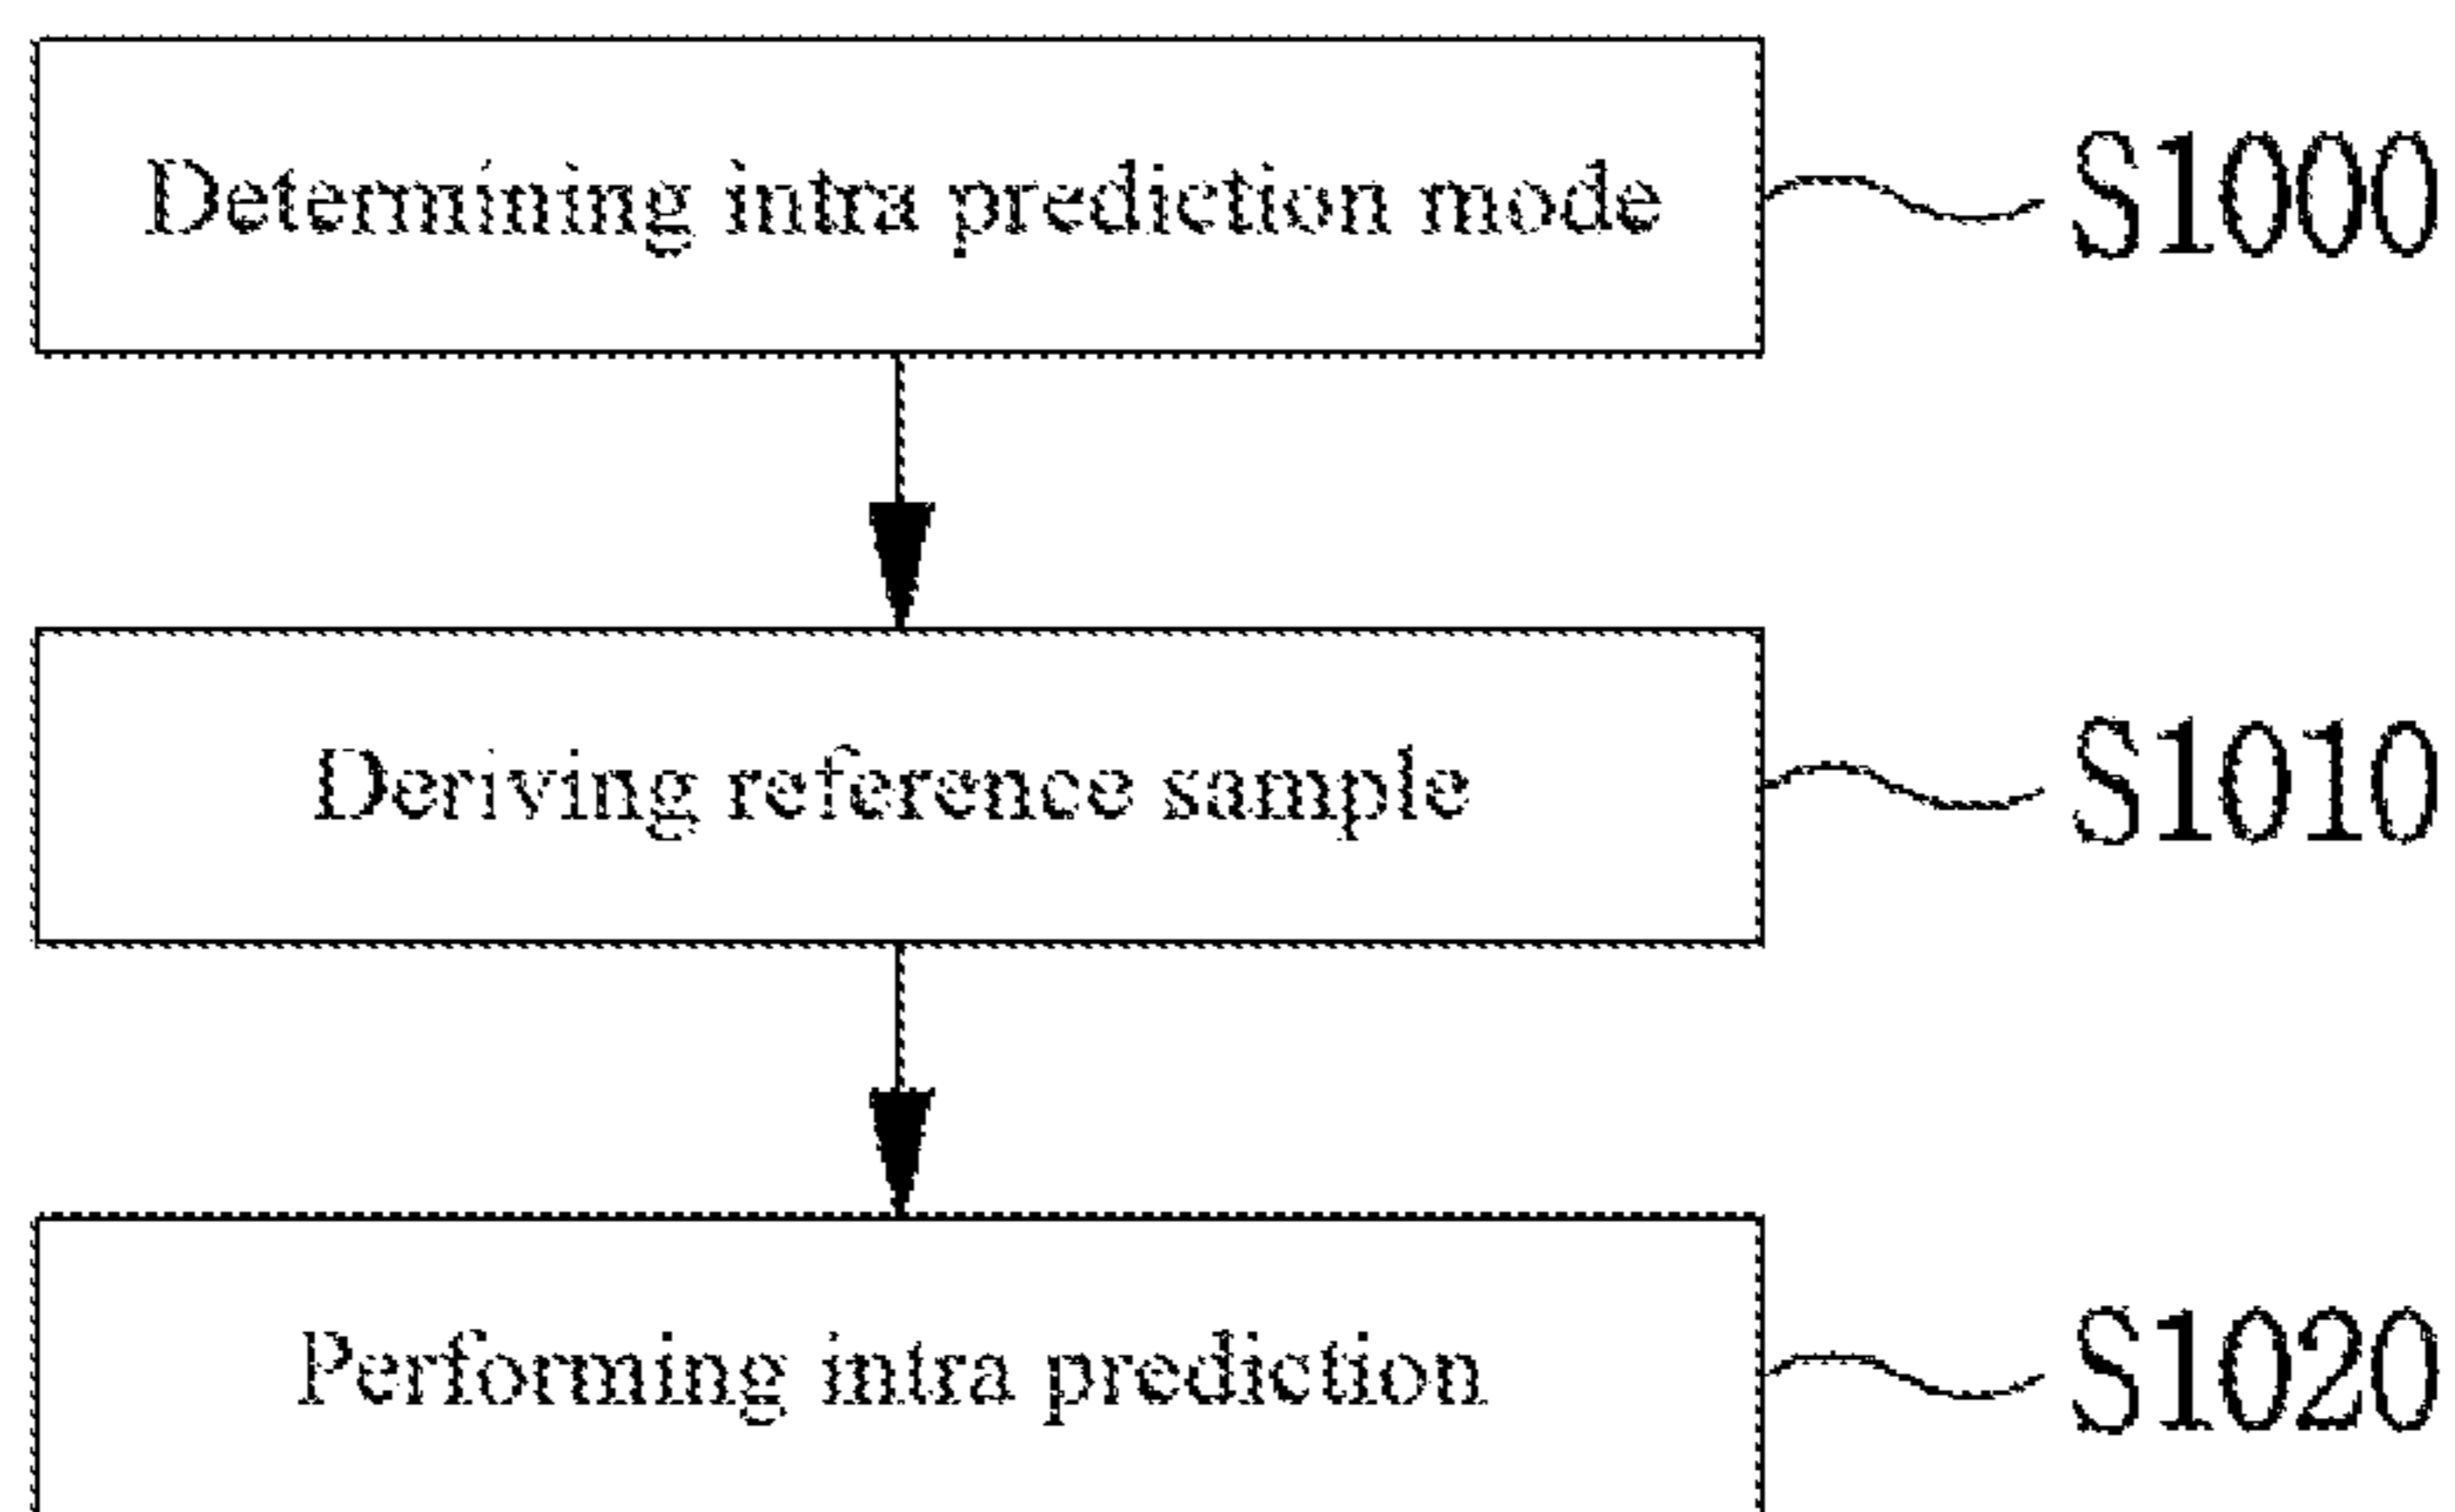 Determining intra prediction mode S1000
Deriving reference sample S1010
Performing intra prediction S1020